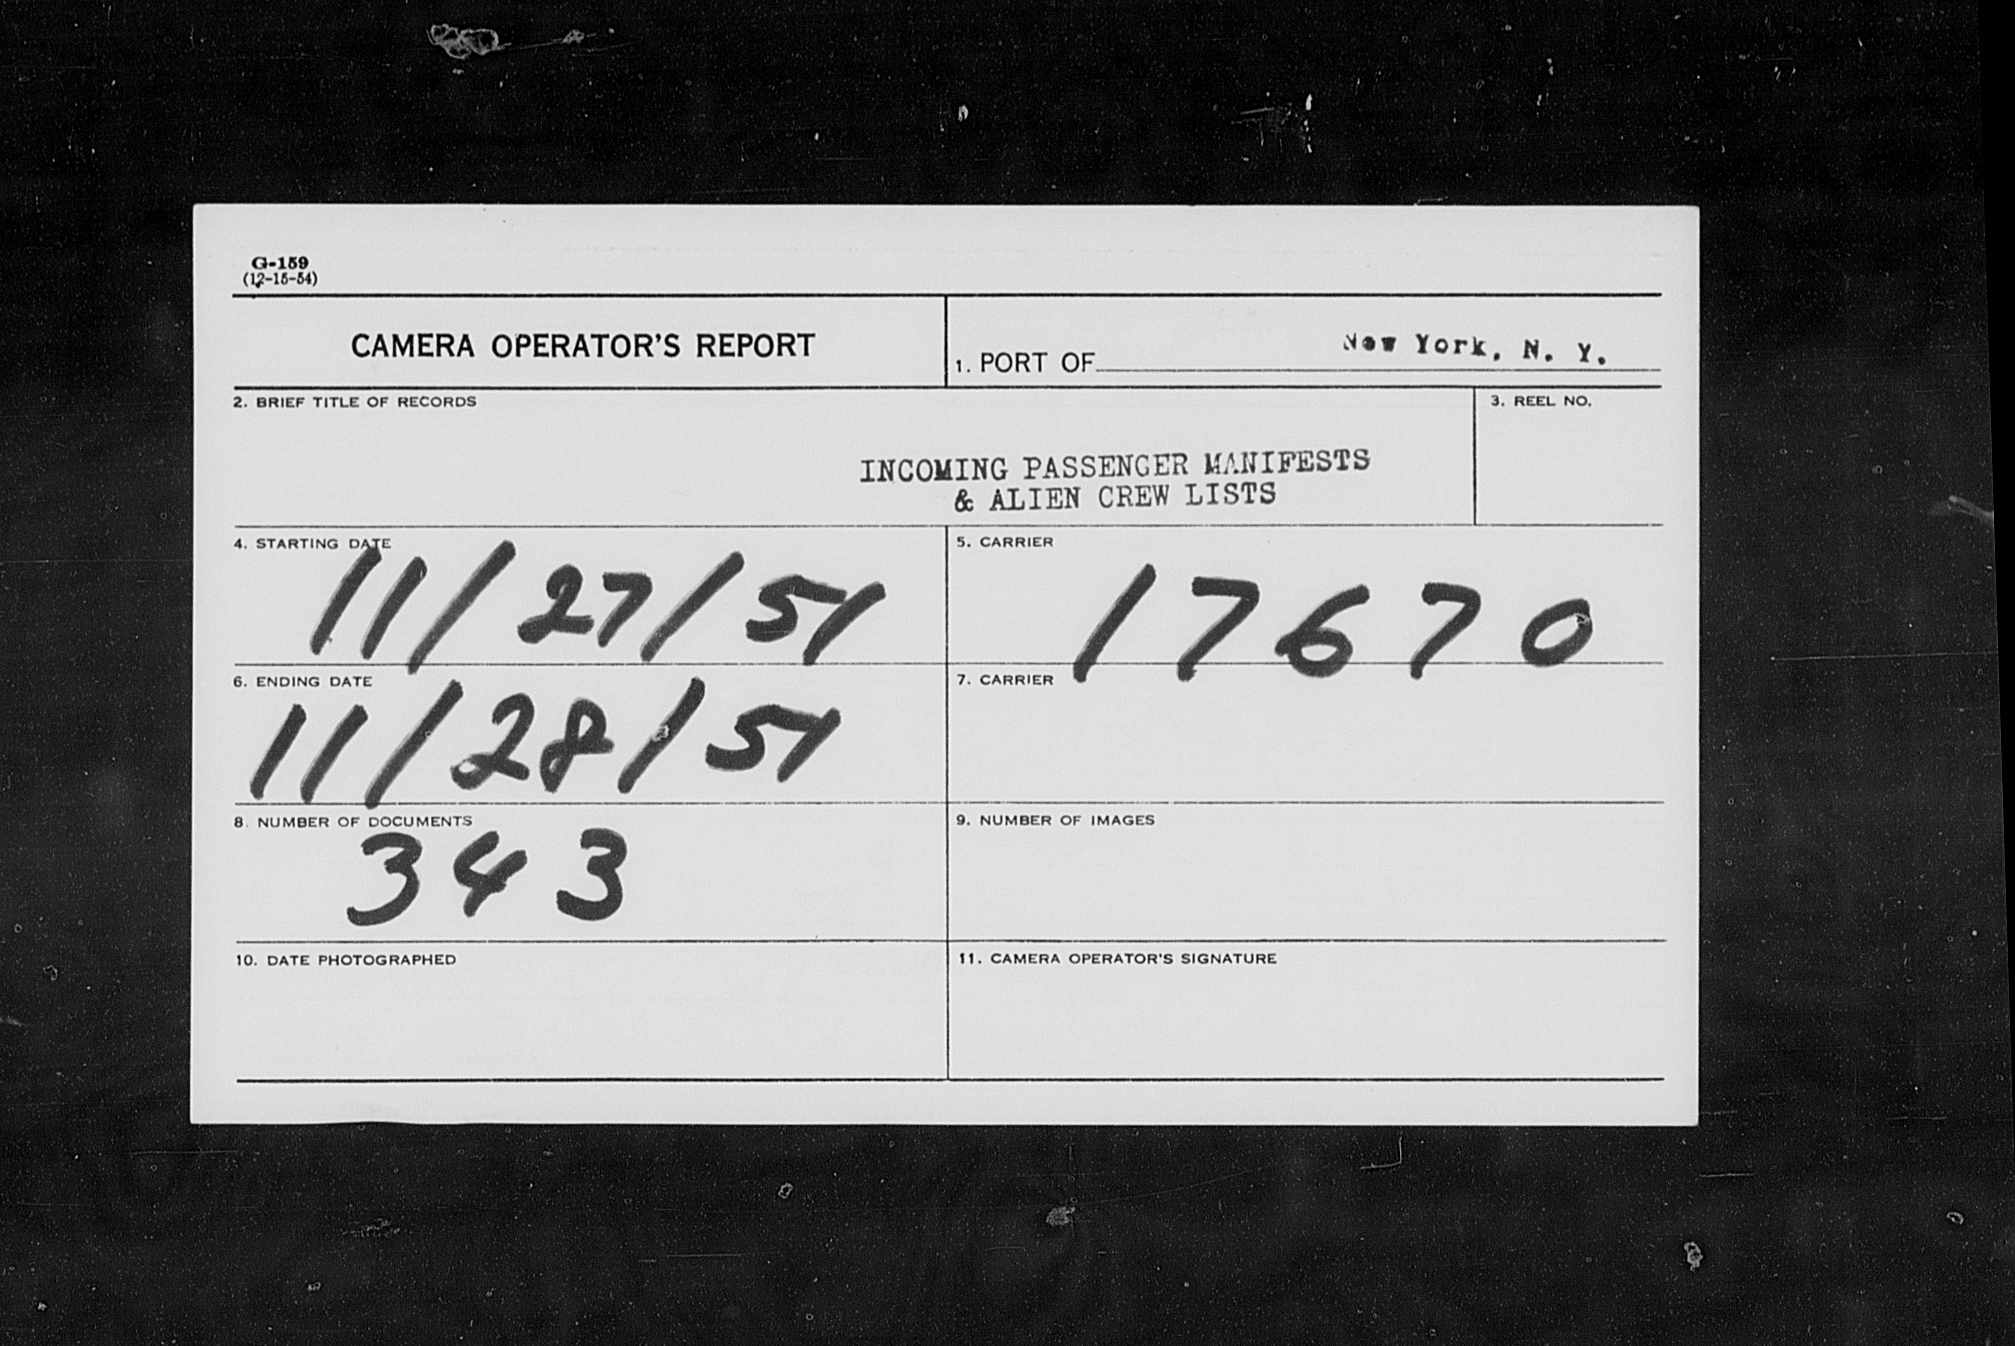 G-159
(12-15-54)
CAMERA OPERATOR'S REPORT
1. PORT OF New York, N. Y.
2. BRIEF TITLE OF RECORDS
3. REEL NO.
INCOMING PASSENGER MANIFESTS
& ALIEN CREW LISTS
4. STARTING DATE
11/27/51
5. CARRIER
17670
6. ENDING DATE
11/28/51
7. CARRIER
8. NUMBER OF DOCUMENTS
343
9. NUMBER OF IMAGES
10. DATE PHOTOGRAPHED
11. CAMERA OPERATOR'S SIGNATURE